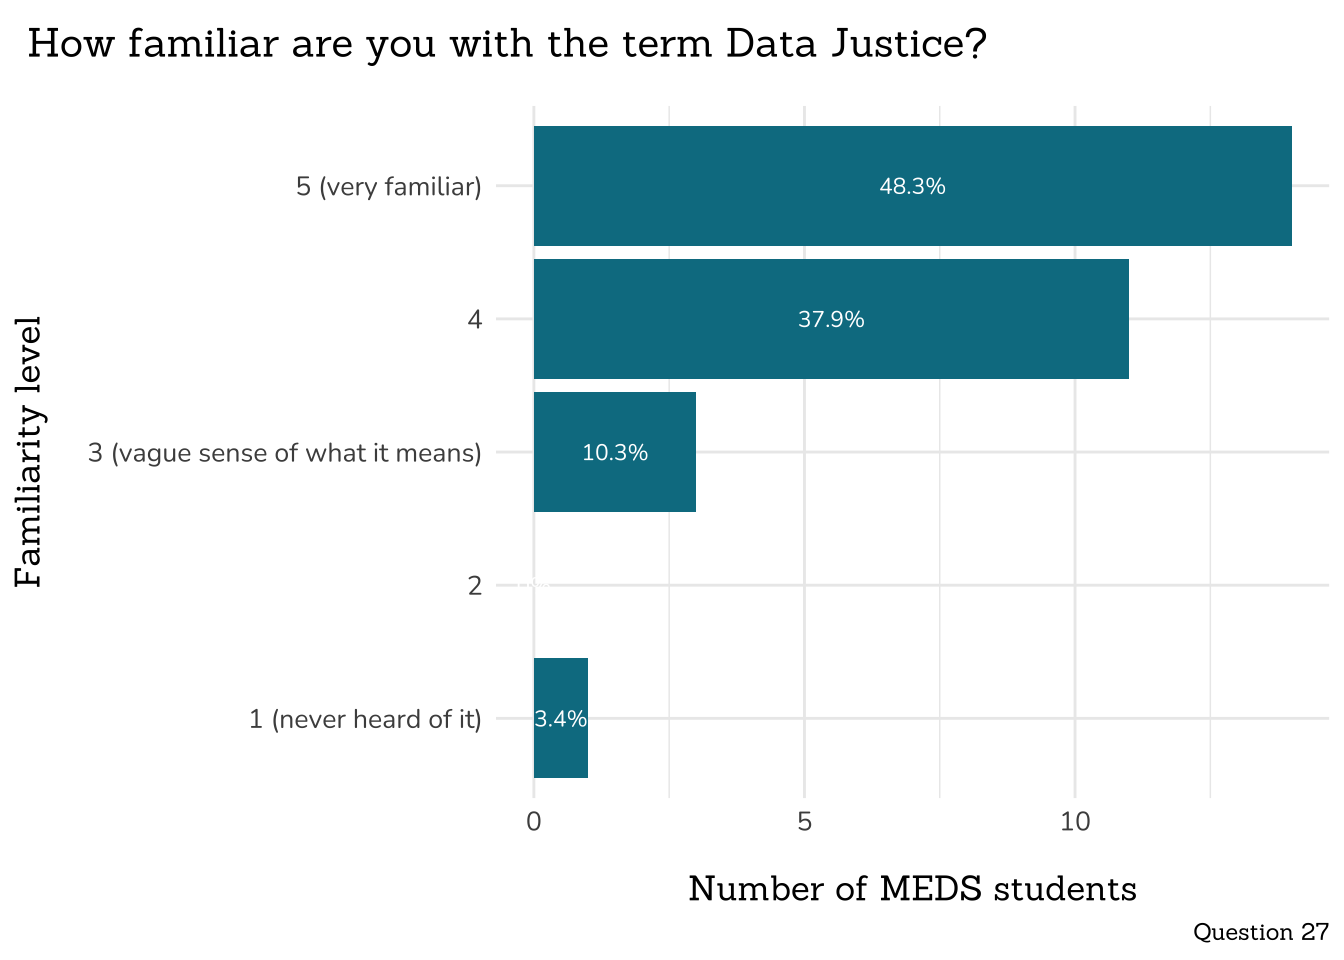 How familiar are you with the term Data Justice?
Familiarity level
5 (very familiar)
48.3%
4
37.9%
3 (vague sense of what it means)
10.3%
2
1 (never heard of it)
3.4%
0 5 10
Number of MEDS students
Question 27